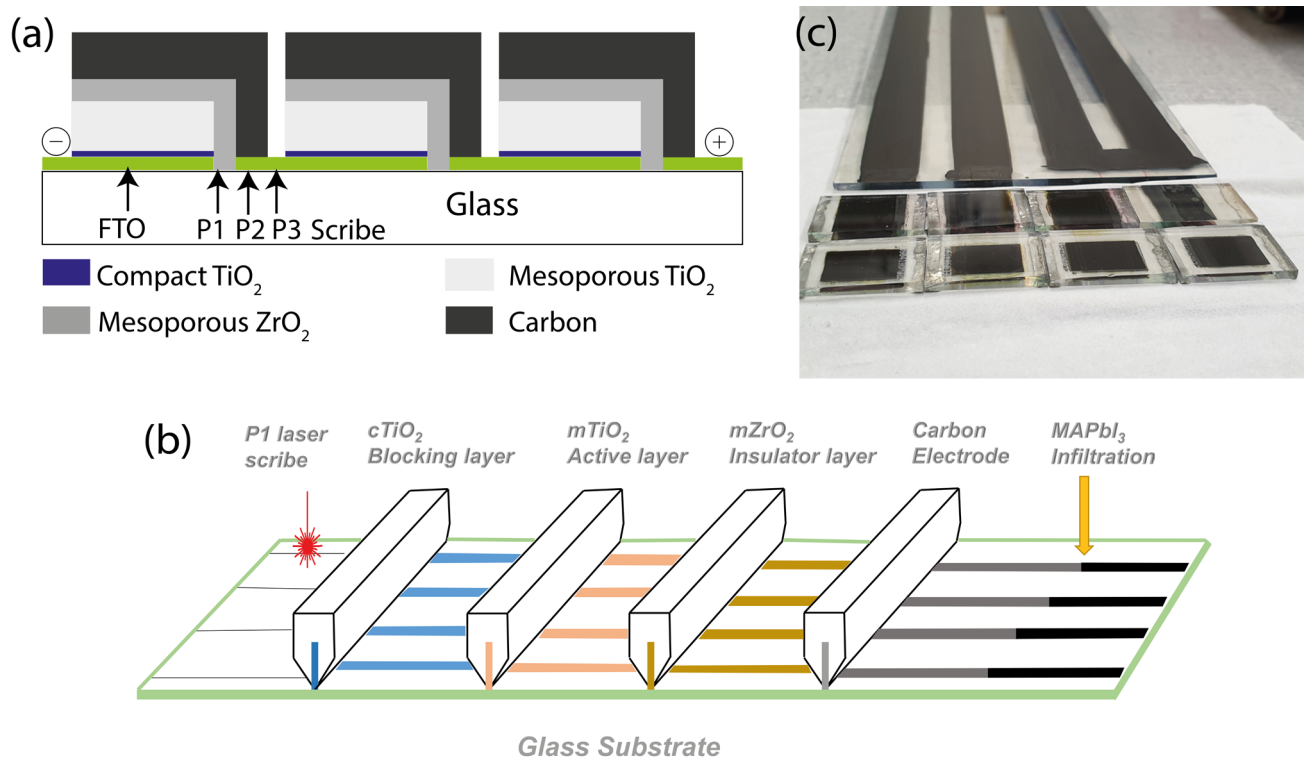 (a)
(c)
−
+
Glass
FTO P1 P2 P3 Scribe
Compact TiO₂
Mesoporous TiO₂
Mesoporous ZrO₂
Carbon
(b)
P1 laser
scribe
cTiO₂
Blocking layer
mTiO₂
Active layer
mZrO₂
Insulator layer
Carbon
Electrode
MAPbI₃
Infiltration
Glass Substrate